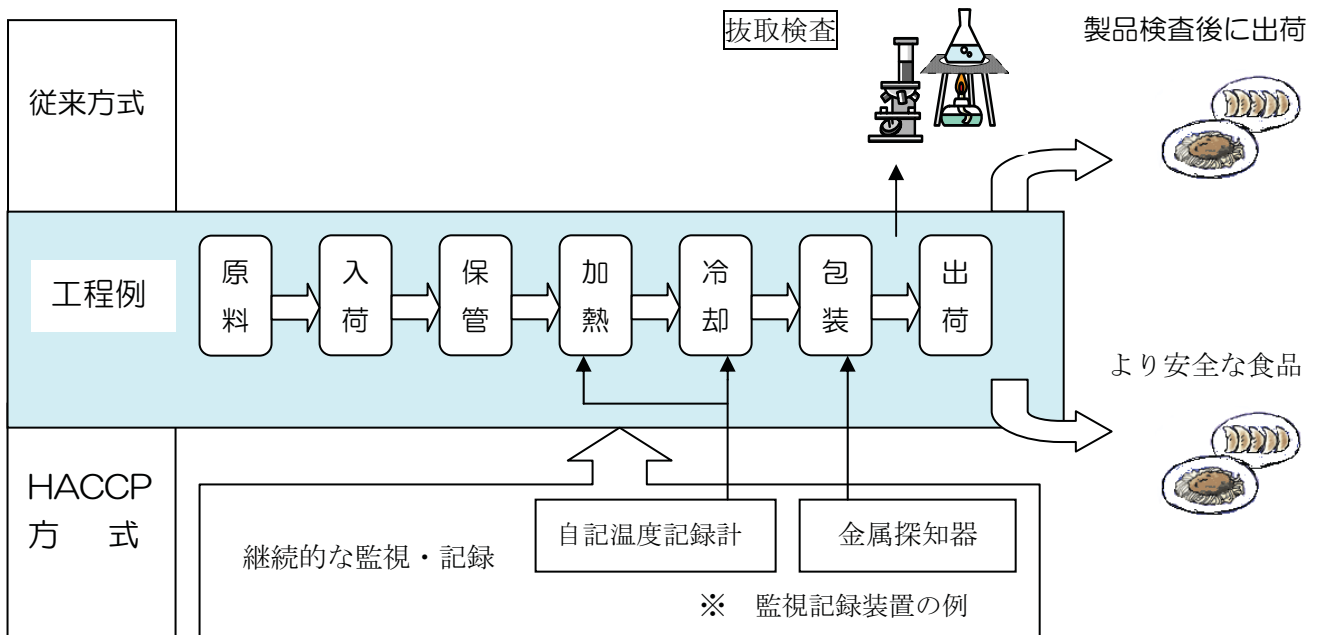 抜取検査
製品検査後に出荷
従来方式
工程例
原料
入荷
保管
加熱
冷却
包装
出荷
より安全な食品
HACCP
方 式
継続的な監視・記録
自記温度記録計
金属探知器
※ 監視記録装置の例